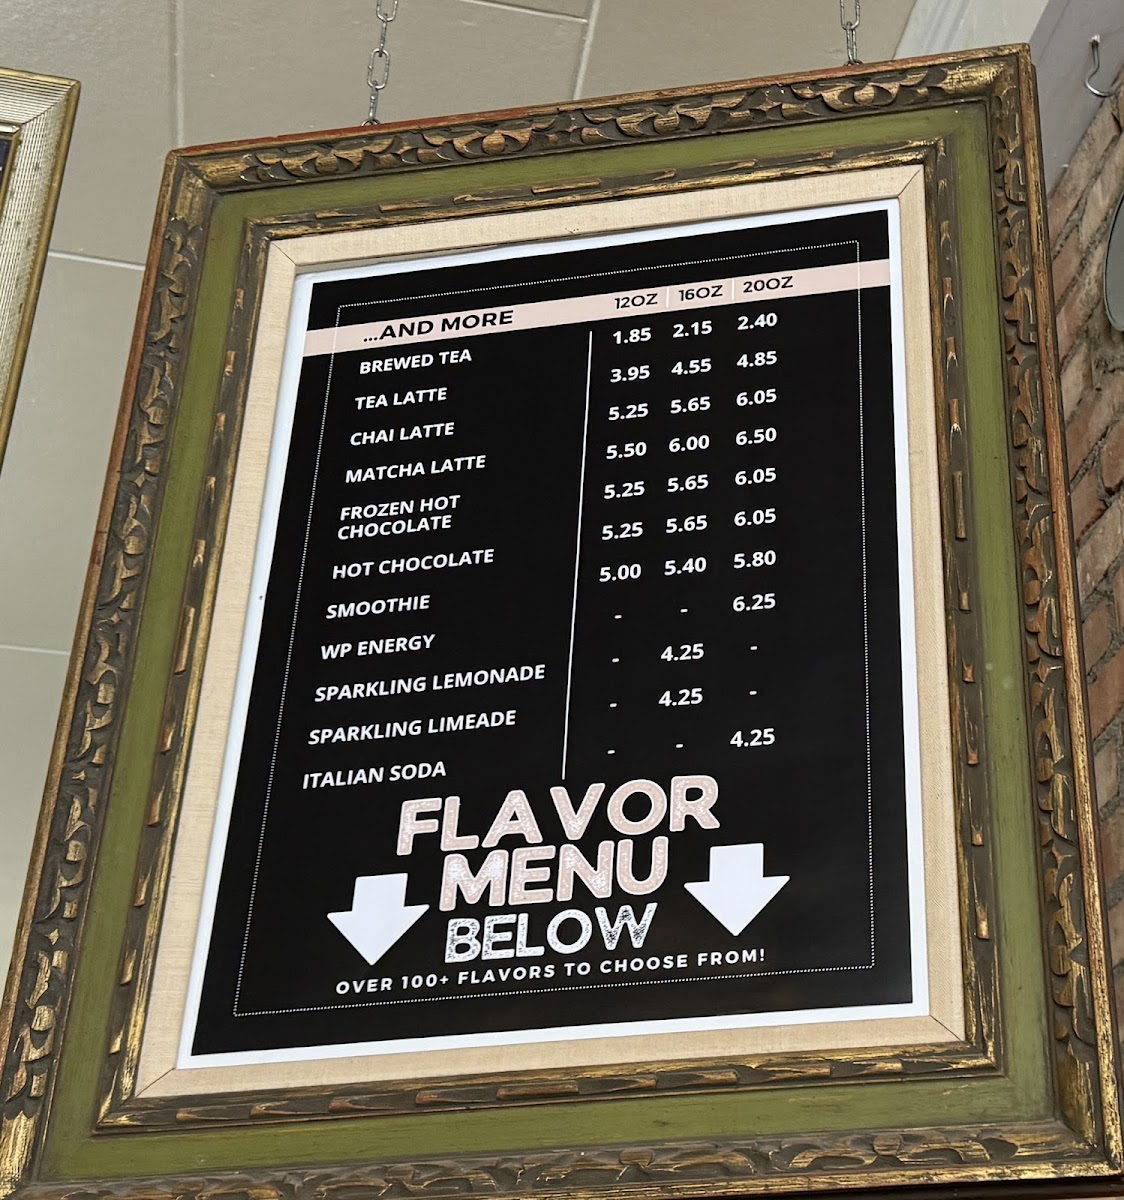 ...AND MORE 12OZ 16OZ 20OZ
BREWED TEA 1.85 2.15 2.40
TEA LATTE 3.95 4.55 4.85
CHAI LATTE 5.25 5.65 6.05
MATCHA LATTE 5.50 6.00 6.50
FROZEN HOT
CHOCOLATE 5.25 5.65 6.05
HOT CHOCOLATE 5.25 5.65 6.05
SMOOTHIE 5.00 5.40 5.80
WP ENERGY - - 6.25
SPARKLING LEMONADE - 4.25 -
SPARKLING LIMEADE - 4.25 -
ITALIAN SODA - - 4.25
FLAVOR
MENU
BELOW
OVER 100+ FLAVORS TO CHOOSE FROM!